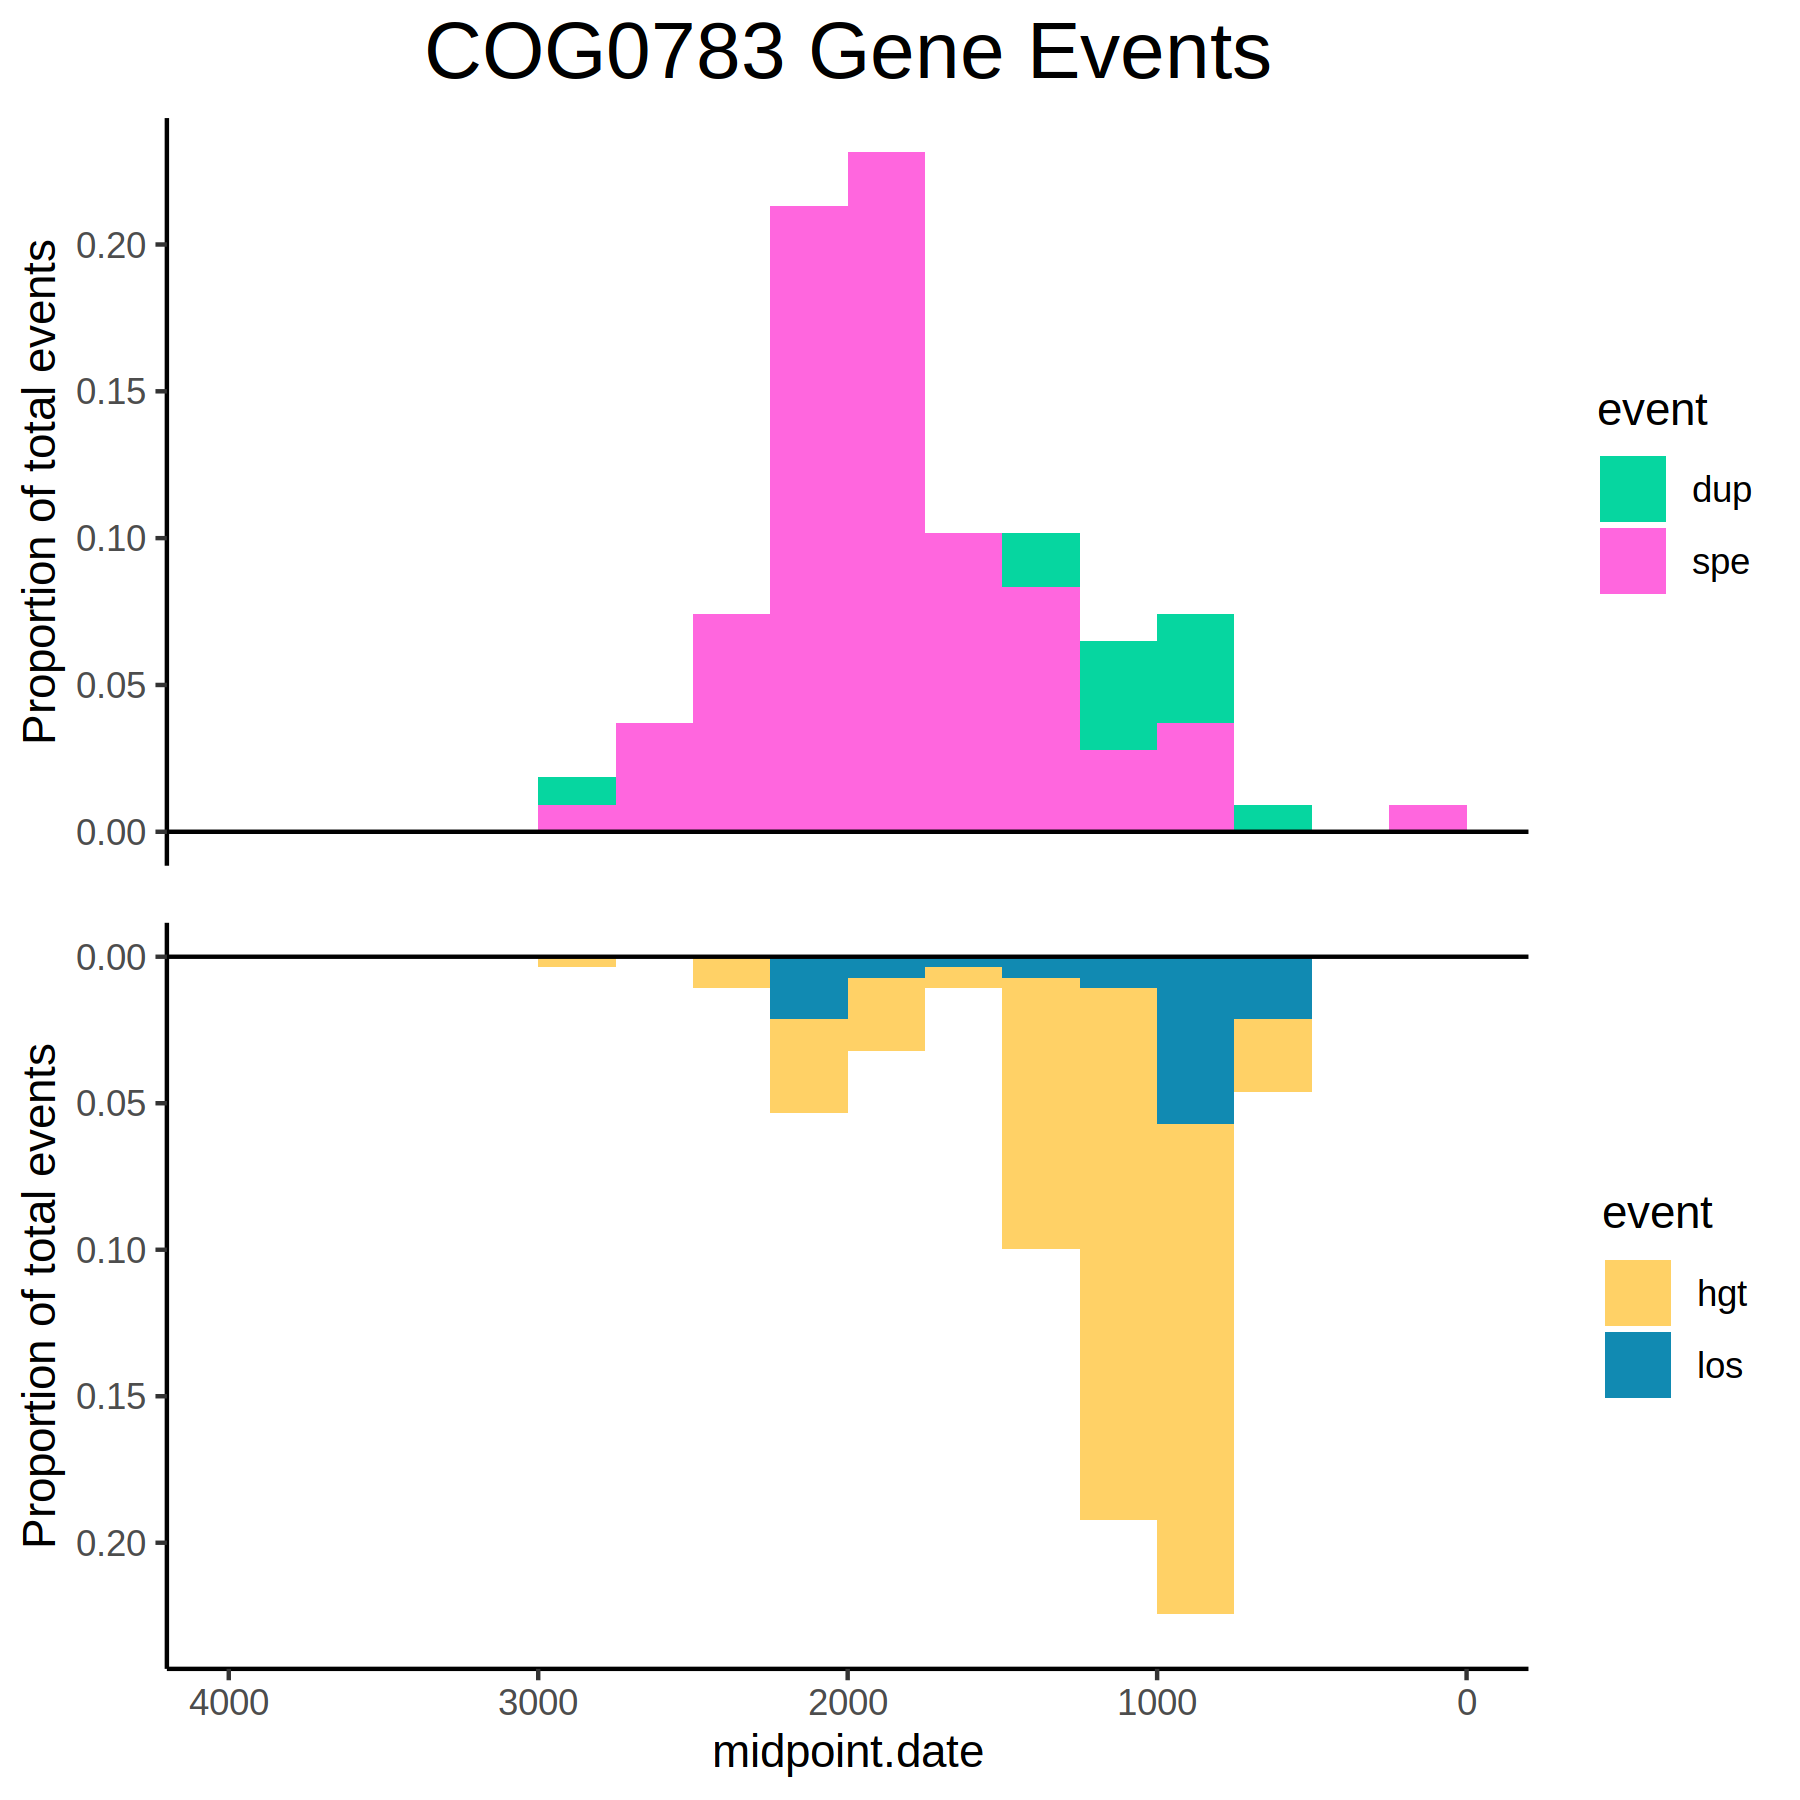 COG0783 Gene Events
Proportion of total events
0.20
0.15
0.10
0.05
0.00
event
dup
spe
Proportion of total events
0.00
0.05
0.10
0.15
0.20
event
hgt
los
4000 3000 2000 1000 0
midpoint.date